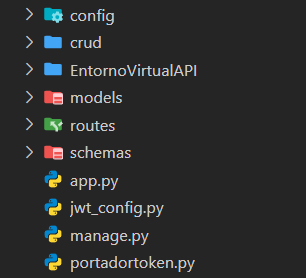 config
crud
EntornoVirtualAPI
models
routes
schemas
app.py
jwt_config.py
manage.py
portadortoken.py